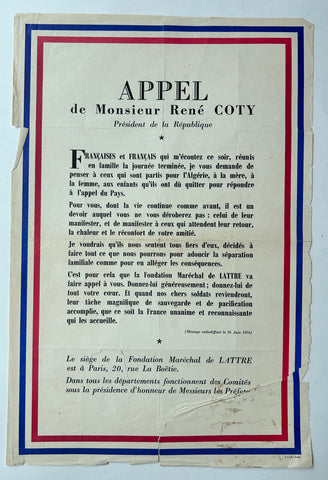 APPEL
de Monsieur René COTY
Président de la République
★
FRANÇAISES et FRANÇAIS qui m'écoutez ce soir, réunis
en famille la journée terminée, je vous demande de
penser à ceux qui sont partis pour l'Algérie, à la mère, à
la femme, aux enfants qu'ils ont dû quitter pour répondre
à l'appel du Pays.
Pour vous, dont la vie continue comme avant, il est un
devoir auquel vous ne vous déroberez pas : celui de leur
manifester, et de manifester à ceux qui attendent leur retour,
la chaleur et le réconfort de votre amitié.
Je voudrais qu'ils nous sentent tous fiers d'eux, décidés à
faire tout ce que nous pourrons pour adoucir la séparation
familiale comme pour en alléger les conséquences.
C'est pour cela que la Fondation Maréchal de LATTRE va
faire appel à vous. Donnez-lui généreusement ; donnez-lui de
tout votre cœur. Et quand nos chers soldats reviendront,
leur tâche magnifique de sauvegarde et de pacification
accomplie, que ce soit la france unanime et reconnaissante
qui les accueille.
(Message radiodiffusé le 26 Juin 1956)
★
Le siège de la Fondation Maréchal de LATTRE
est à Paris, 20, rue La Boëtie.
Dans tous les départements fonctionnent des Comités
sous la présidence d'honneur de Messieurs les Préfets.